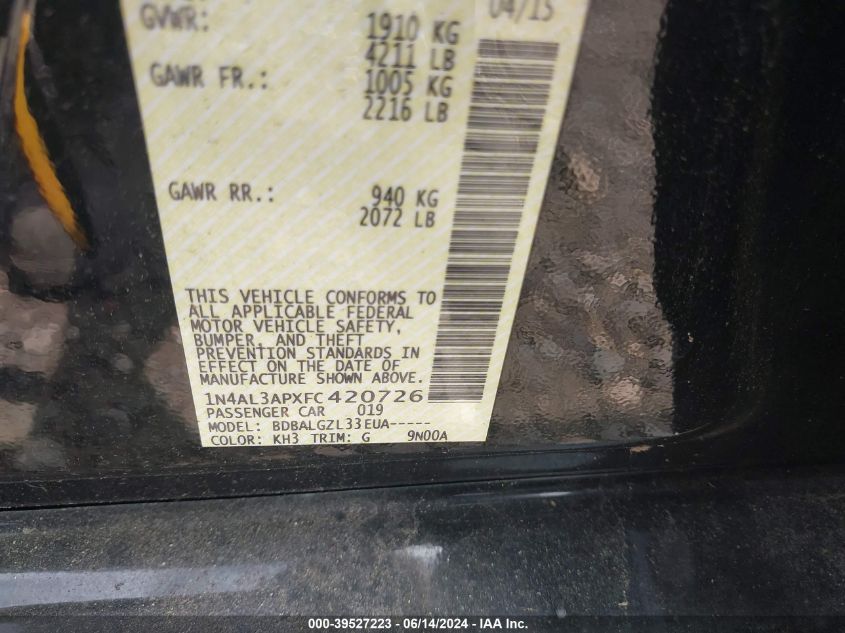 04/15
GVWR: 1910 KG
4211 LB
GAWR FR.: 1005 KG
2216 LB
GAWR RR.: 940 KG
2072 LB
THIS VEHICLE CONFORMS TO
ALL APPLICABLE FEDERAL
MOTOR VEHICLE SAFETY,
BUMPER, AND THEFT
PREVENTION STANDARDS IN
EFFECT ON THE DATE OF
MANUFACTURE SHOWN ABOVE.
1N4AL3APXFC420726
PASSENGER CAR 019
MODEL: BDBALGZL33EUA-----
COLOR: KH3 TRIM: G 9N00A
000-39527223 - 06/14/2024 - IAA Inc.